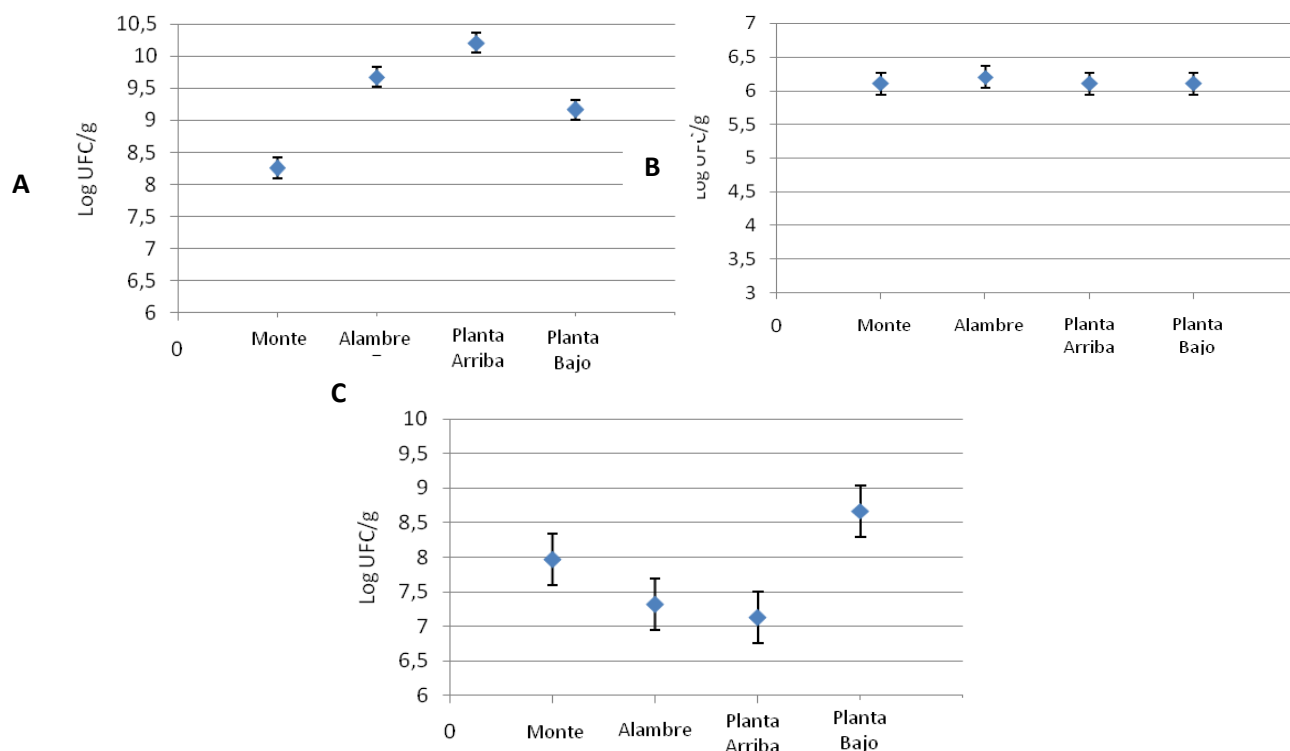 A
Log UFC/g
10,5
10
9,5
9
8,5
8
7,5
7
6,5
6
0
Monte
Alambre
Planta
Arriba
Planta
Bajo
B
Log UFC/g
7
6,5
6
5,5
5
4,5
4
3,5
3
0
Monte
Alambre
Planta
Arriba
Planta
Bajo
C
Log UFC/g
10
9,5
9
8,5
8
7,5
7
6,5
6
0
Monte
Alambre
Planta
Arriba
Planta
Bajo